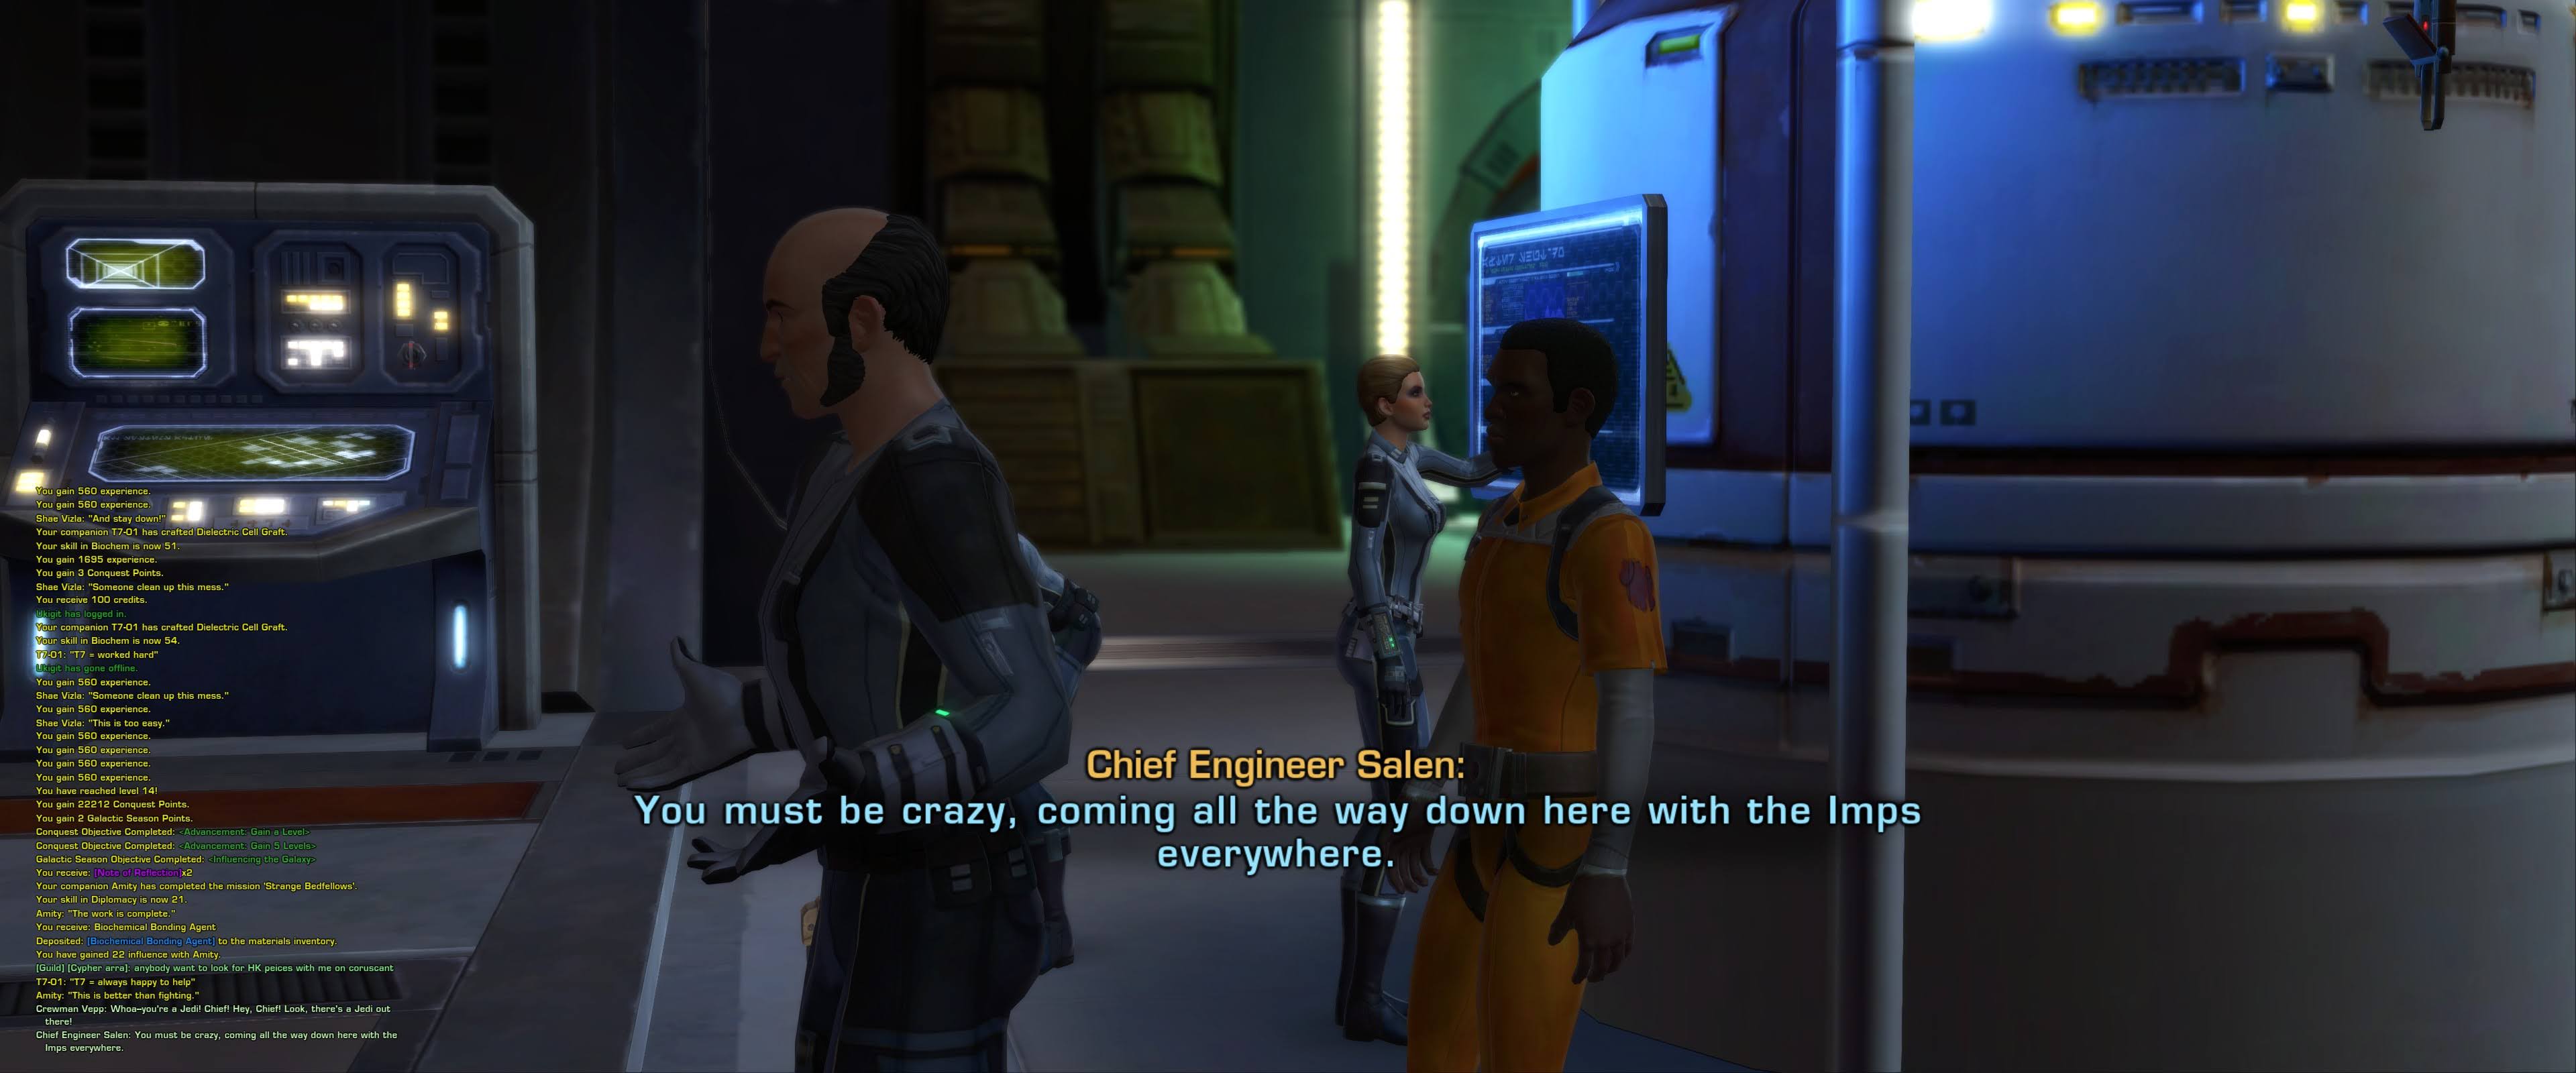 You gain 560 experience.
You gain 560 experience.
Shae Vizla: "And stay down!"
Your companion T7-01 has crafted Dielectric Cell Graft.
Your skill in Biochem is now 51.
You gain 1695 experience.
You gain 3 Conquest Points.
Shae Vizla: "Someone clean up this mess."
You receive 100 credits.
Ukigit has logged in.
Your companion T7-01 has crafted Dielectric Cell Graft.
Your skill in Biochem is now 54.
T7-01: "T7 = worked hard"
Ukigit has gone offline.
You gain 560 experience.
Shae Vizla: "Someone clean up this mess."
You gain 560 experience.
Shae Vizla: "This is too easy."
You gain 560 experience.
You gain 560 experience.
You gain 560 experience.
You gain 560 experience.
You have reached level 14!
You gain 22212 Conquest Points.
You gain 2 Galactic Season Points.
Conquest Objective Completed: <Advancement: Gain a Level>
Conquest Objective Completed: <Advancement: Gain 5 Levels>
Galactic Season Objective Completed: <Influencing the Galaxy>
You receive: [Note of Reflection]x2
Your companion Amity has completed the mission 'Strange Bedfellows'.
Your skill in Diplomacy is now 21.
Amity: "The work is complete."
You receive: Biochemical Bonding Agent
Deposited: [Biochemical Bonding Agent] to the materials inventory.
You have gained 22 influence with Amity.
[Guild] [Cypher arra]: anybody want to look for HK peices with me on coruscant
T7-01: "T7 = always happy to help"
Amity: "This is better than fighting."
Crewman Vepp: Whoa—you're a Jedi! Chief! Hey, Chief! Look, there's a Jedi out
there!
Chief Engineer Salen: You must be crazy, coming all the way down here with the
Imps everywhere.
Chief Engineer Salen:
You must be crazy, coming all the way down here with the Imps
everywhere.